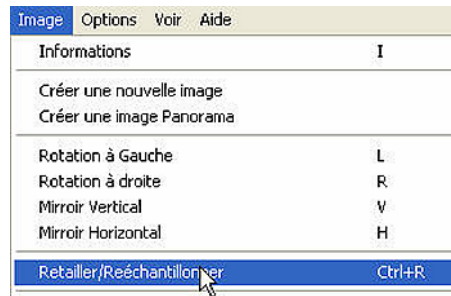 Image Options Voir Aide
Informations I
Créer une nouvelle image
Créer une image Panorama
Rotation à Gauche L
Rotation à droite R
Mirroir Vertical V
Mirroir Horizontal H
Retailler/Reéchantillonner Ctrl+R